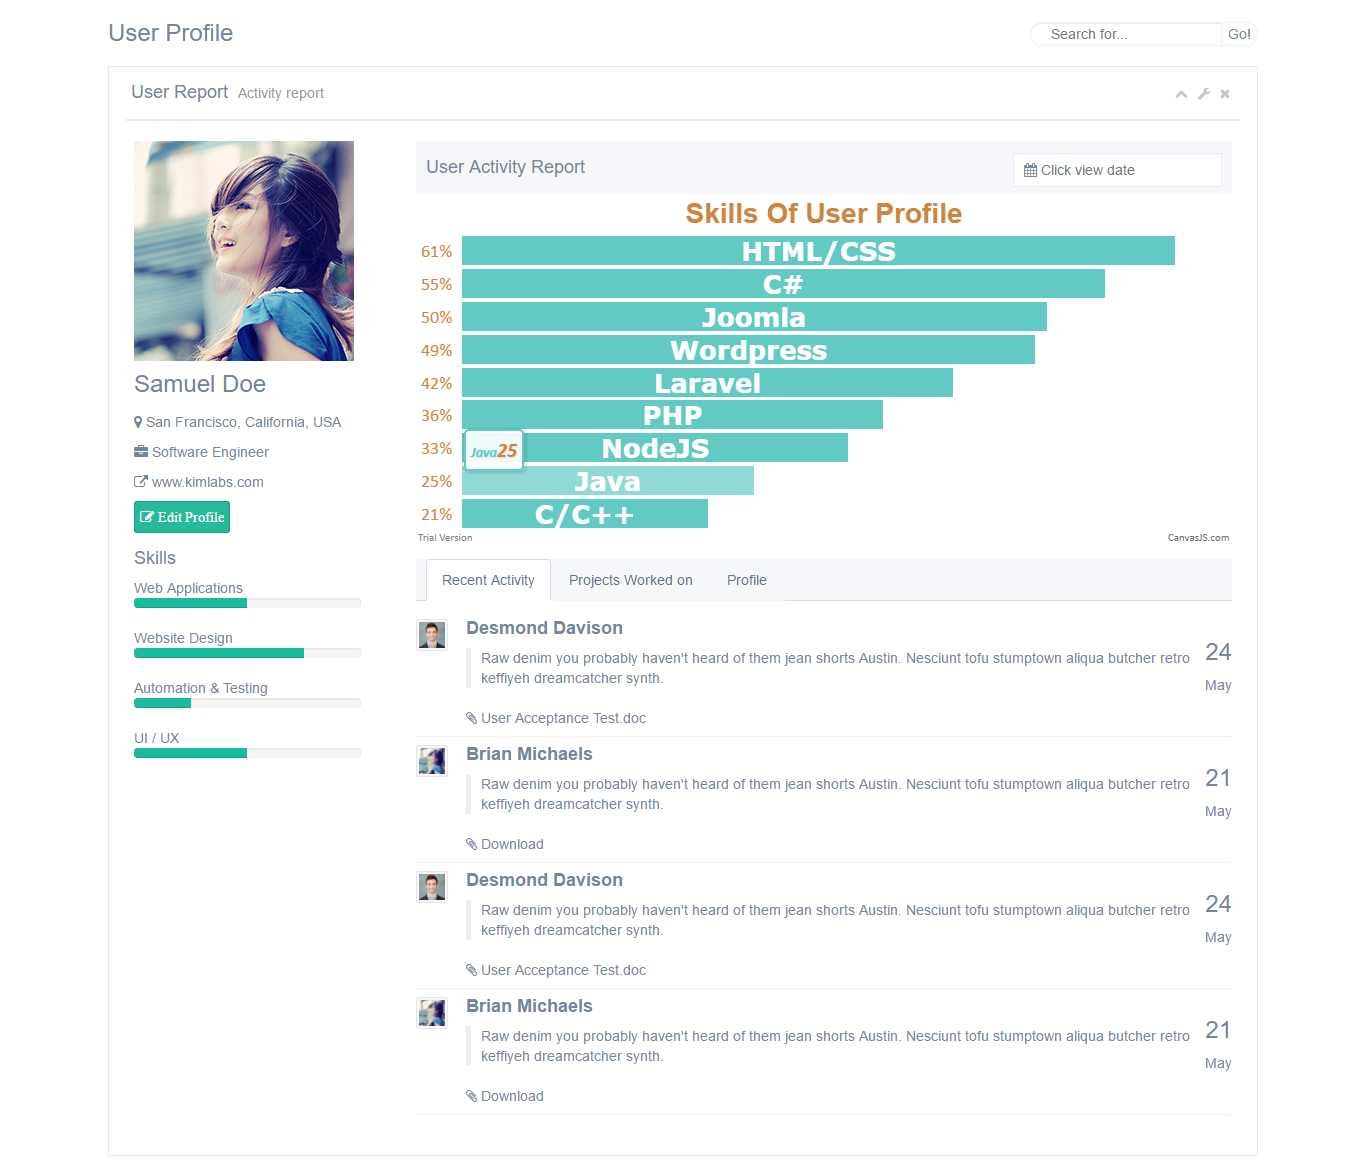 User Profile
Search for...
Go!
User Report Activity report
User Activity Report
Click view date
Skills Of User Profile
61% HTML/CSS
55% C#
50% Joomla
49% Wordpress
42% Laravel
36% PHP
33% NodeJS
Java25
25% Java
21% C/C++
Trial Version
CanvasJS.com
Samuel Doe
San Francisco, California, USA
Software Engineer
www.kimlabs.com
Edit Profile
Skills
Web Applications
Website Design
Automation & Testing
UI / UX
Recent Activity
Projects Worked on
Profile
Desmond Davison
Raw denim you probably haven't heard of them jean shorts Austin. Nesciunt tofu stumptown aliqua butcher retro
keffiyeh dreamcatcher synth.
24
May
User Acceptance Test.doc
Brian Michaels
Raw denim you probably haven't heard of them jean shorts Austin. Nesciunt tofu stumptown aliqua butcher retro
keffiyeh dreamcatcher synth.
21
May
Download
Desmond Davison
Raw denim you probably haven't heard of them jean shorts Austin. Nesciunt tofu stumptown aliqua butcher retro
keffiyeh dreamcatcher synth.
24
May
User Acceptance Test.doc
Brian Michaels
Raw denim you probably haven't heard of them jean shorts Austin. Nesciunt tofu stumptown aliqua butcher retro
keffiyeh dreamcatcher synth.
21
May
Download